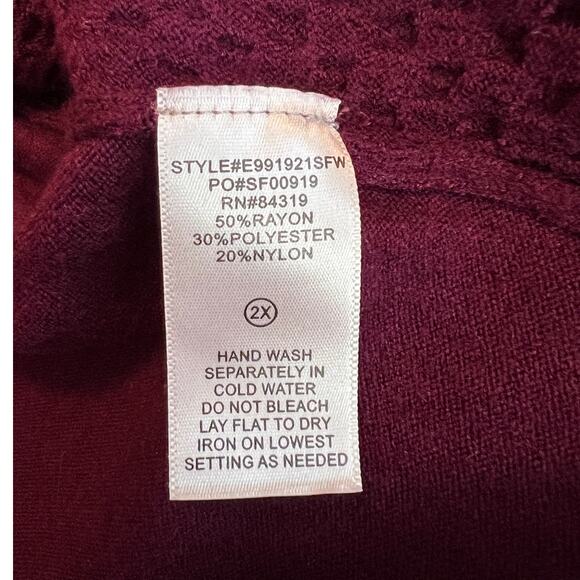 STYLE#E991921SFW
PO#SF00919
RN#84319
50%RAYON
30%POLYESTER
20%NYLON
2X
HAND WASH
SEPARATELY IN
COLD WATER
DO NOT BLEACH
LAY FLAT TO DRY
IRON ON LOWEST
SETTING AS NEEDED